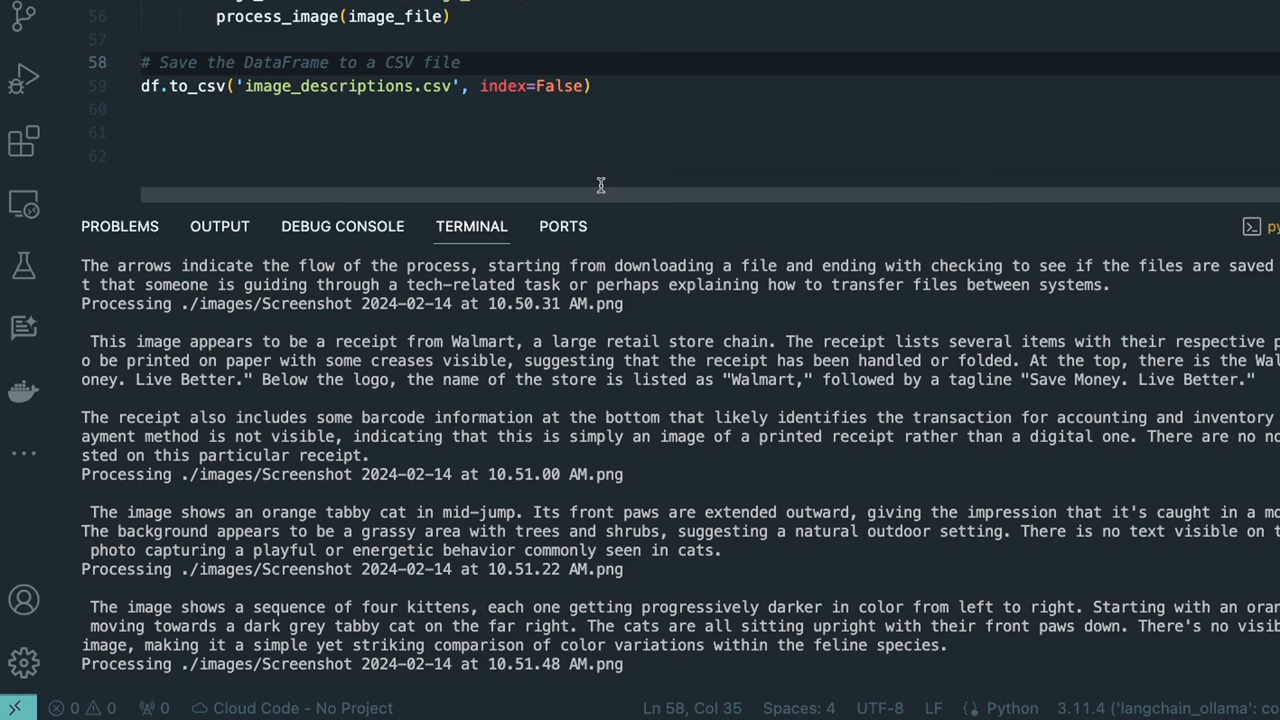 56 process_image(image_file)
57
58 # Save the DataFrame to a CSV file
59 df.to_csv('image_descriptions.csv', index=False)
60
61
62
PROBLEMS OUTPUT DEBUG CONSOLE TERMINAL PORTS
The arrows indicate the flow of the process, starting from downloading a file and ending with checking to see if the files are saved
t that someone is guiding through a tech-related task or perhaps explaining how to transfer files between systems.
Processing ./images/Screenshot 2024-02-14 at 10.50.31 AM.png
This image appears to be a receipt from Walmart, a large retail store chain. The receipt lists several items with their respective p
o be printed on paper with some creases visible, suggesting that the receipt has been handled or folded. At the top, there is the Wal
oney. Live Better." Below the logo, the name of the store is listed as "Walmart," followed by a tagline "Save Money. Live Better."
The receipt also includes some barcode information at the bottom that likely identifies the transaction for accounting and inventory
ayment method is not visible, indicating that this is simply an image of a printed receipt rather than a digital one. There are no no
sted on this particular receipt.
Processing ./images/Screenshot 2024-02-14 at 10.51.00 AM.png
The image shows an orange tabby cat in mid-jump. Its front paws are extended outward, giving the impression that it's caught in a mo
The background appears to be a grassy area with trees and shrubs, suggesting a natural outdoor setting. There is no text visible on t
photo capturing a playful or energetic behavior commonly seen in cats.
Processing ./images/Screenshot 2024-02-14 at 10.51.22 AM.png
The image shows a sequence of four kittens, each one getting progressively darker in color from left to right. Starting with an oran
moving towards a dark grey tabby cat on the far right. The cats are all sitting upright with their front paws down. There's no visib
image, making it a simple yet striking comparison of color variations within the feline species.
Processing ./images/Screenshot 2024-02-14 at 10.51.48 AM.png
0 0 0 Cloud Code - No Project Ln 58, Col 35 Spaces: 4 UTF-8 LF Python 3.11.4 ('langchain_ollama': co